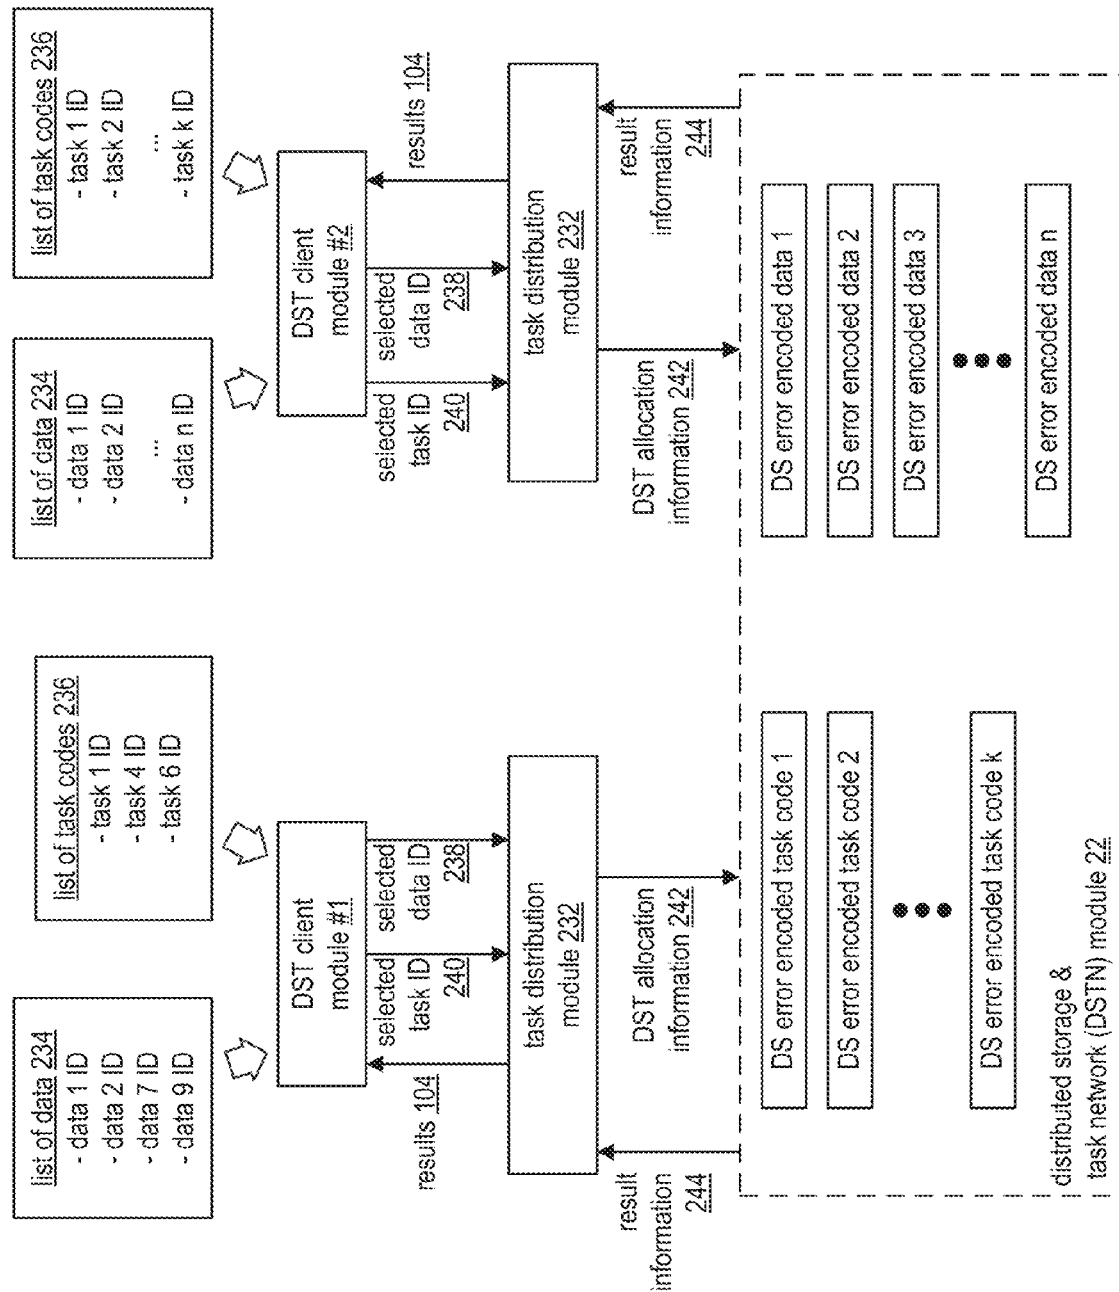 list of data 234
- data 1 ID
- data 2 ID
- data 7 ID
- data 9 ID
list of task codes 236
- task 1 ID
- task 4 ID
- task 6 ID
list of data 234
- data 1 ID
- data 2 ID
...
- data n ID
list of task codes 236
- task 1 ID
- task 2 ID
...
- task k ID
DST client
module #1
DST client
module #2
results 104
selected
task ID
240
selected
data ID
238
selected
task ID
240
selected
data ID
238
results 104
task distribution
module 232
task distribution
module 232
result
information
244
DST allocation
information 242
DST allocation
information 242
result
information
244
DS error encoded task code 1
DS error encoded task code 2
DS error encoded task code k
DS error encoded data 1
DS error encoded data 2
DS error encoded data 3
DS error encoded data n
distributed storage &
task network (DSTN) module 22